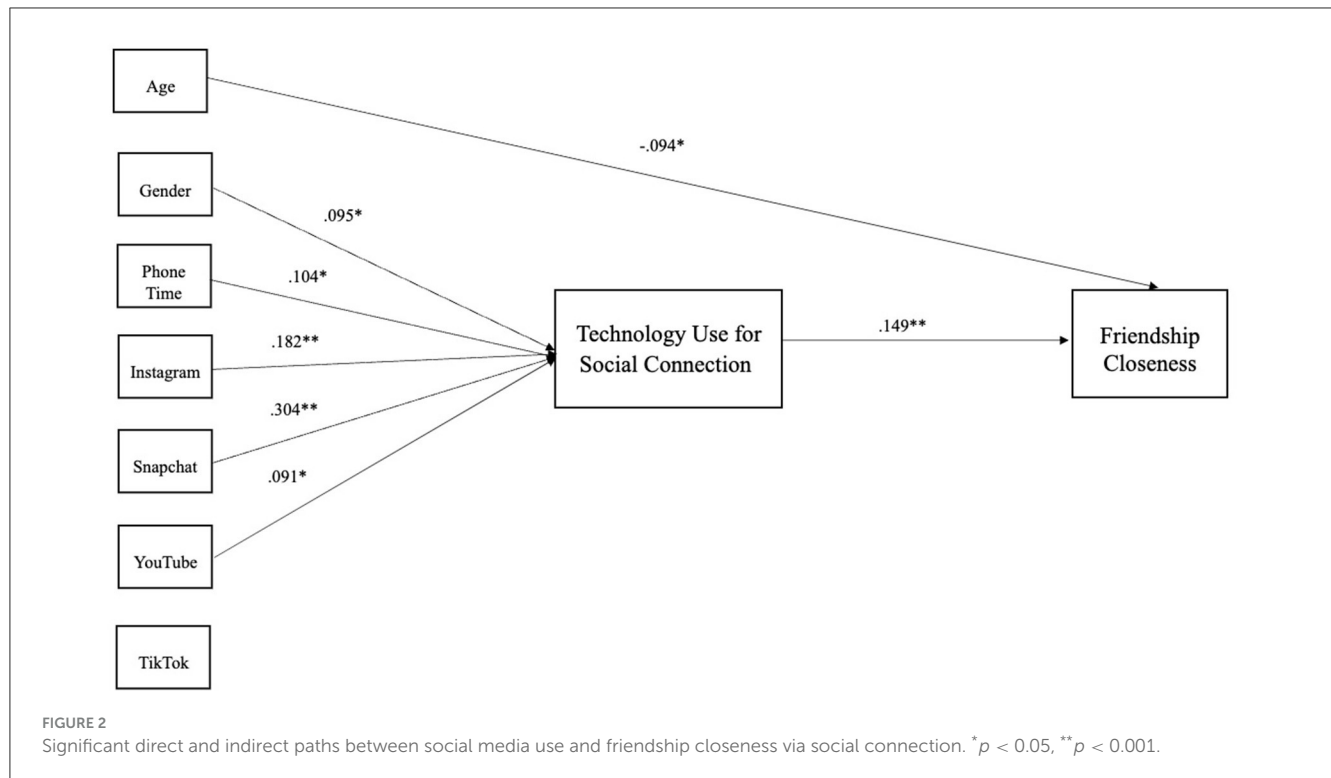 Age
-.094*
Gender
.095*
Phone
Time
.104*
Instagram
.182**
Technology Use for
Social Connection
.149**
Friendship
Closeness
Snapchat
.304**
.091*
YouTube
TikTok
FIGURE 2
Significant direct and indirect paths between social media use and friendship closeness via social connection. *p < 0.05, **p < 0.001.